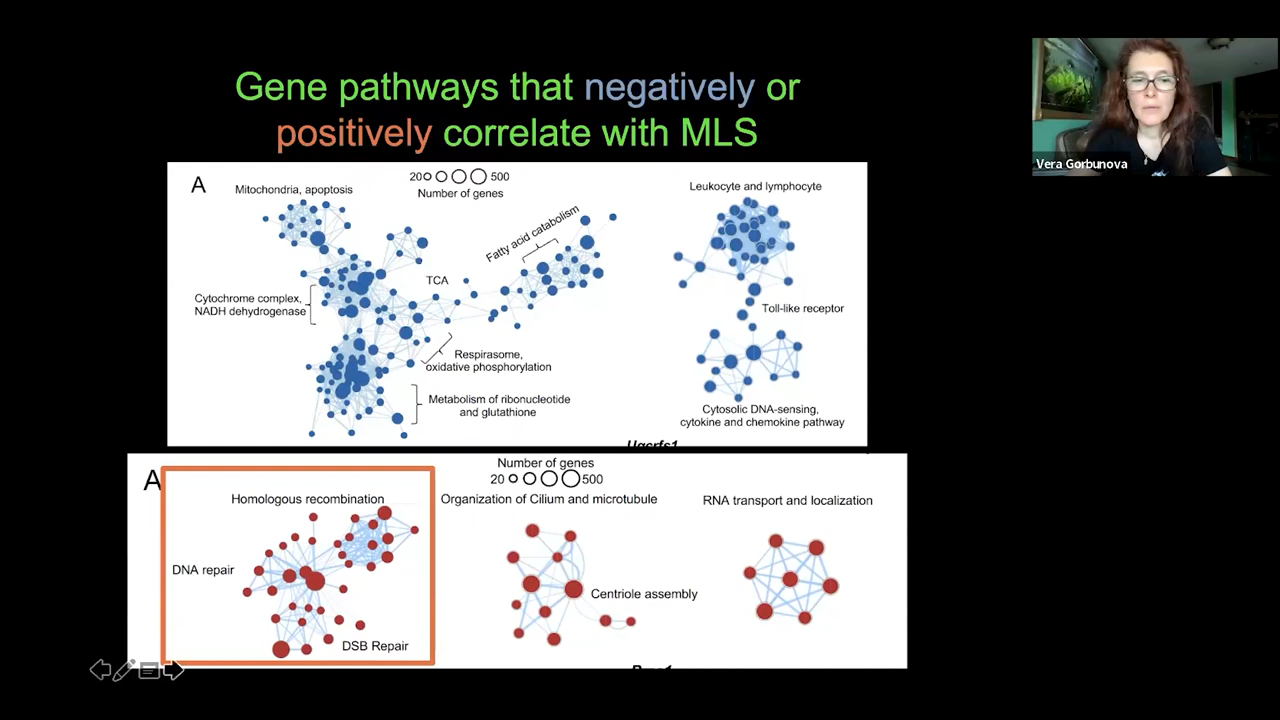 Gene pathways that negatively or
positively correlate with MLS
Vera Gorbunova
A
Mitochondria, apoptosis
20 500
Number of genes
Fatty acid catabolism
Leukocyte and lymphocyte
TCA
Cytochrome complex,
NADH dehydrogenase
Toll-like receptor
Respirasome,
oxidative phosphorylation
Metabolism of ribonucleotide
and glutathione
Cytosolic DNA-sensing,
cytokine and chemokine pathway
A
Number of genes
20 500
Homologous recombination
Organization of Cilium and microtubule
RNA transport and localization
DNA repair
Centriole assembly
DSB Repair